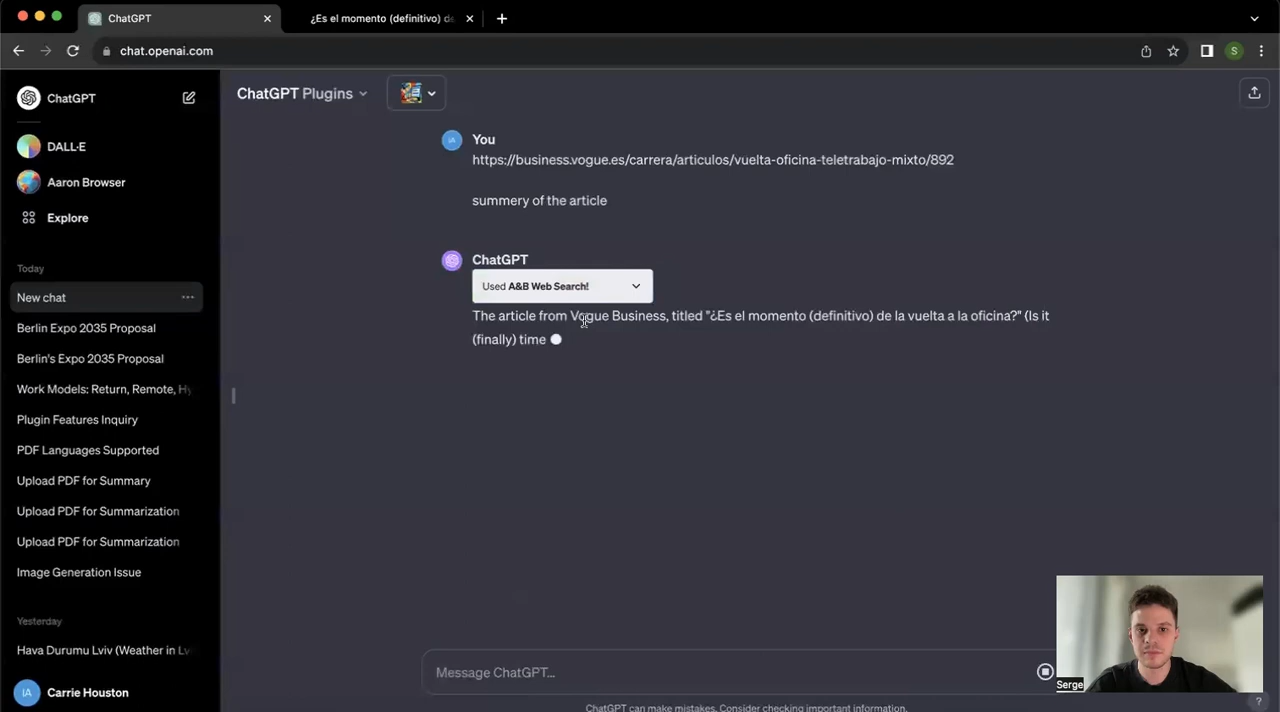 ChatGPT
¿Es el momento (definitivo) de
chat.openai.com
S
ChatGPT
DALL·E
Aaron Browser
Explore
Today
New chat
Berlin Expo 2035 Proposal
Berlin's Expo 2035 Proposal
Work Models: Return, Remote, Hy
Plugin Features Inquiry
PDF Languages Supported
Upload PDF for Summary
Upload PDF for Summarization
Upload PDF for Summarization
Image Generation Issue
Yesterday
Hava Durumu Lviv (Weather in Lv
IA Carrie Houston
ChatGPT Plugins
IA You
https://business.vogue.es/carrera/articulos/vuelta-oficina-teletrabajo-mixto/892
summery of the article
ChatGPT
Used A&B Web Search!
The article from Vogue Business, titled "¿Es el momento (definitivo) de la vuelta a la oficina?" (Is it
(finally) time
Message ChatGPT...
ChatGPT can make mistakes. Consider checking important information.
Serge
?